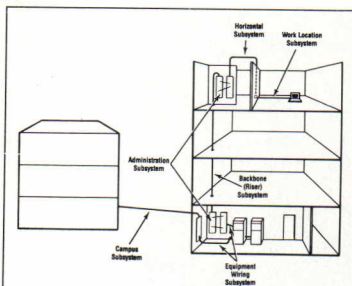 Horizontal
Subsystem
Work Location
Subsystem
Administration
Subsystem
Backbone
(Riser)
Subsystem
Campus
Subsystem
Equipment
Wiring
Subsystem